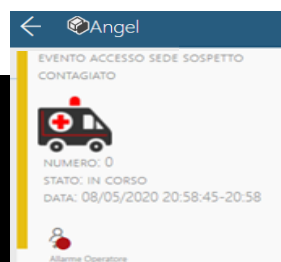 Angel
EVENTO ACCESSO SEDE SOSPETTO
CONTAGIATO
NUMERO: 0
STATO: IN CORSO
DATA: 08/05/2020 20:58:45-20:58
Allarme Operatore